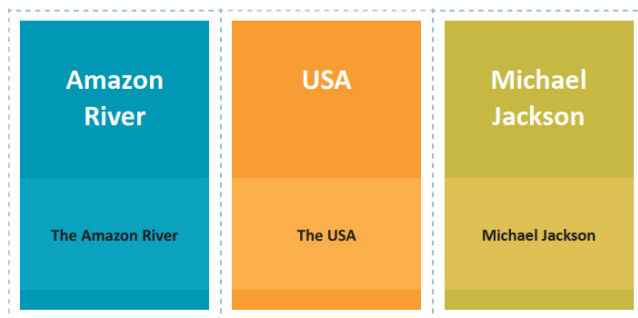 Amazon
River
The Amazon River
USA
The USA
Michael
Jackson
Michael Jackson